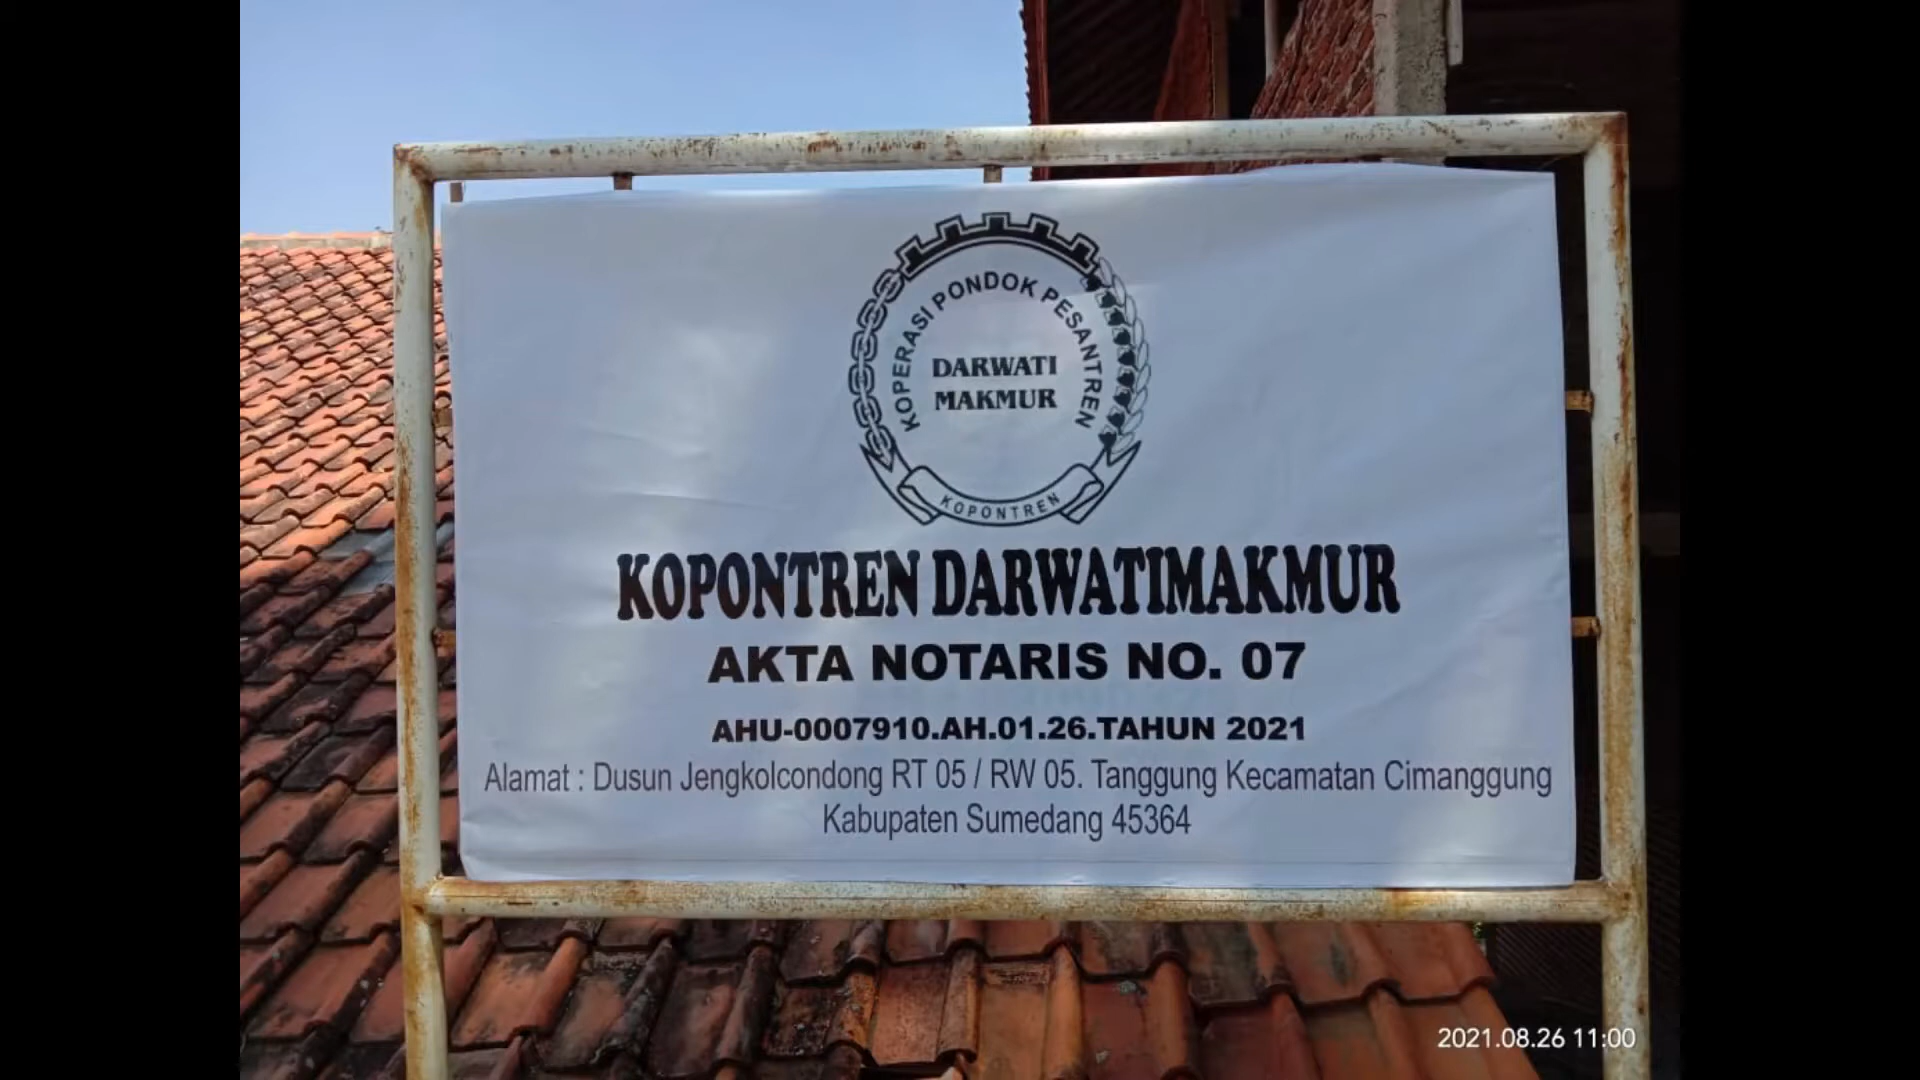 KOPERASI PONDOK PESANTREN
DARWATI
MAKMUR
KOPONTREN
KOPONTREN DARWATIMAKMUR
AKTA NOTARIS NO. 07
AHU-0007910.AH.01.26.TAHUN 2021
Alamat : Dusun Jengkolcondong RT 05 / RW 05. Tanggung Kecamatan Cimanggung
Kabupaten Sumedang 45364
2021.08.26 11:00